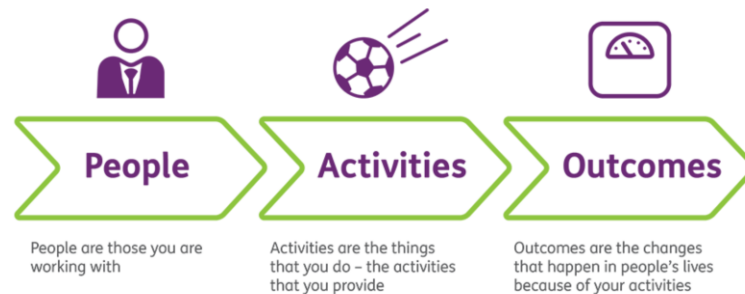 People
Activities
Outcomes
People are those you are
working with
Activities are the things
that you do – the activities
that you provide
Outcomes are the changes
that happen in people's lives
because of your activities